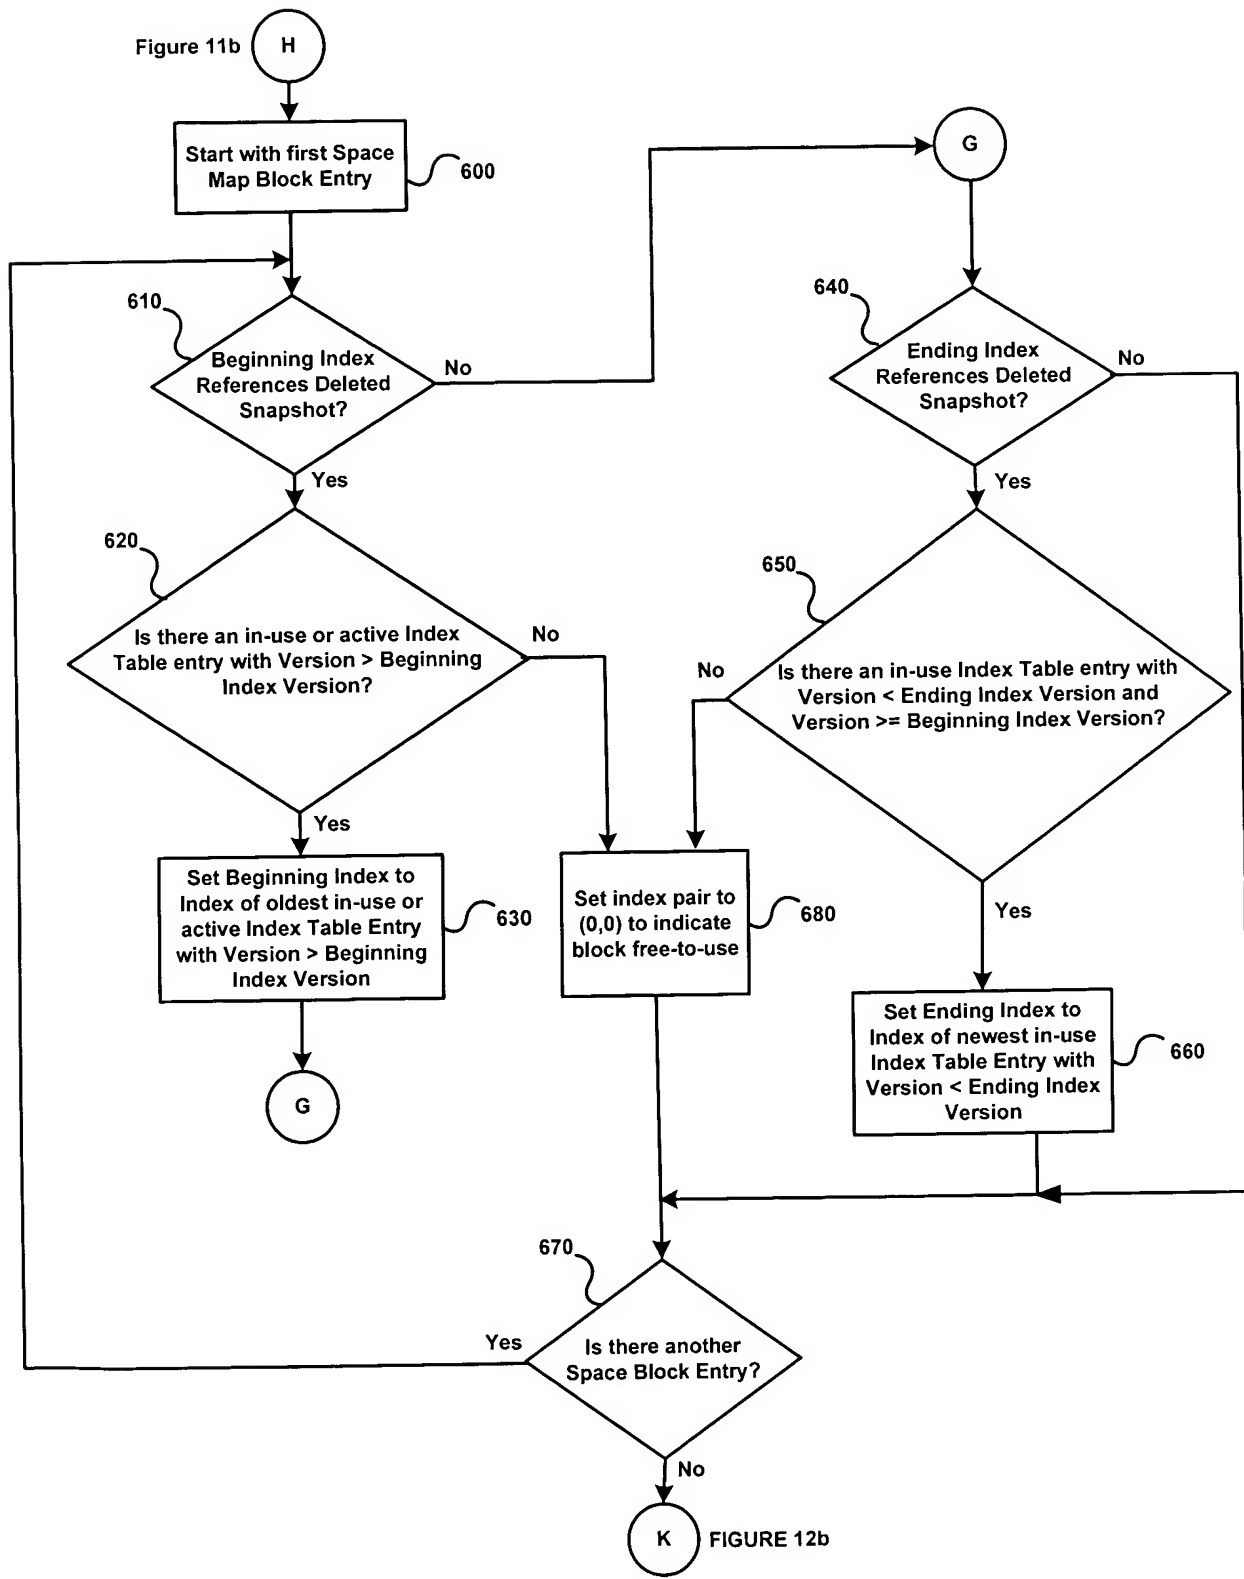 Figure 11b
H
Start with first Space
Map Block Entry
600
G
610
Beginning Index
References Deleted
Snapshot?
No
Yes
640
Ending Index
References Deleted
Snapshot?
No
Yes
620
Is there an in-use or active Index
Table entry with Version > Beginning
Index Version?
No
Yes
650
Is there an in-use Index Table entry with
Version < Ending Index Version and
Version >= Beginning Index Version?
No
Yes
Set Beginning Index to
Index of oldest in-use or
active Index Table Entry
with Version > Beginning
Index Version
630
Set index pair to
(0,0) to indicate
block free-to-use
680
Set Ending Index to
Index of newest in-use
Index Table Entry with
Version < Ending Index
Version
660
G
670
Is there another
Space Block Entry?
Yes
No
K
FIGURE 12b